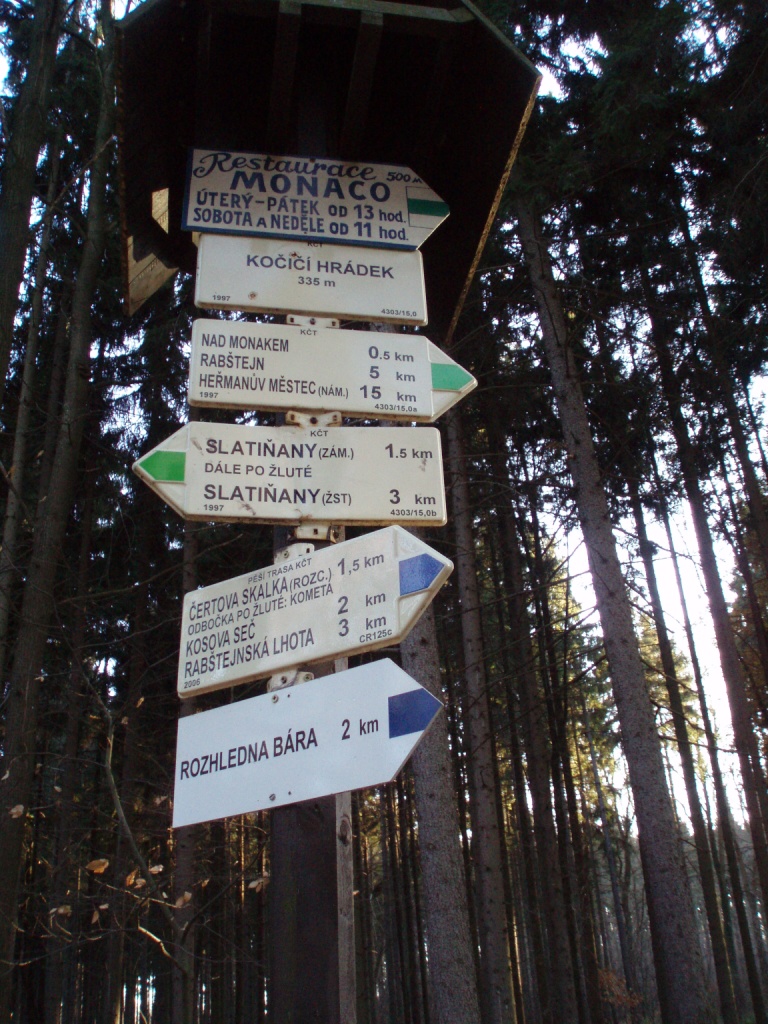 Restaurace 500 m
MONACO
ÚTERÝ-PÁTEK OD 13 hod.
SOBOTA A NEDĚLE OD 11 hod.
KČT
KOČIČÍ HRÁDEK
335 m
1997 4303/15,0
KČT
NAD MONAKEM 0.5 km
RABŠTEJN 5 km
HEŘMANŮV MĚSTEC (NÁM.) 15 km
1997 4303/15,0a
KČT
SLATIŇANY (ZÁM.) 1.5 km
DÁLE PO ŽLUTÉ
SLATIŇANY (ŽST) 3 km
1997 4303/15,0b
PĚŠÍ TRASA KČT
ČERTOVA SKALKA (ROZC.) 1,5 km
ODBOČKA PO ŽLUTÉ: KOMETA
KOSOVA SEČ 2 km
RABŠTEJNSKÁ LHOTA 3 km
2005 CR125c
ROZHLEDNA BÁRA 2 km